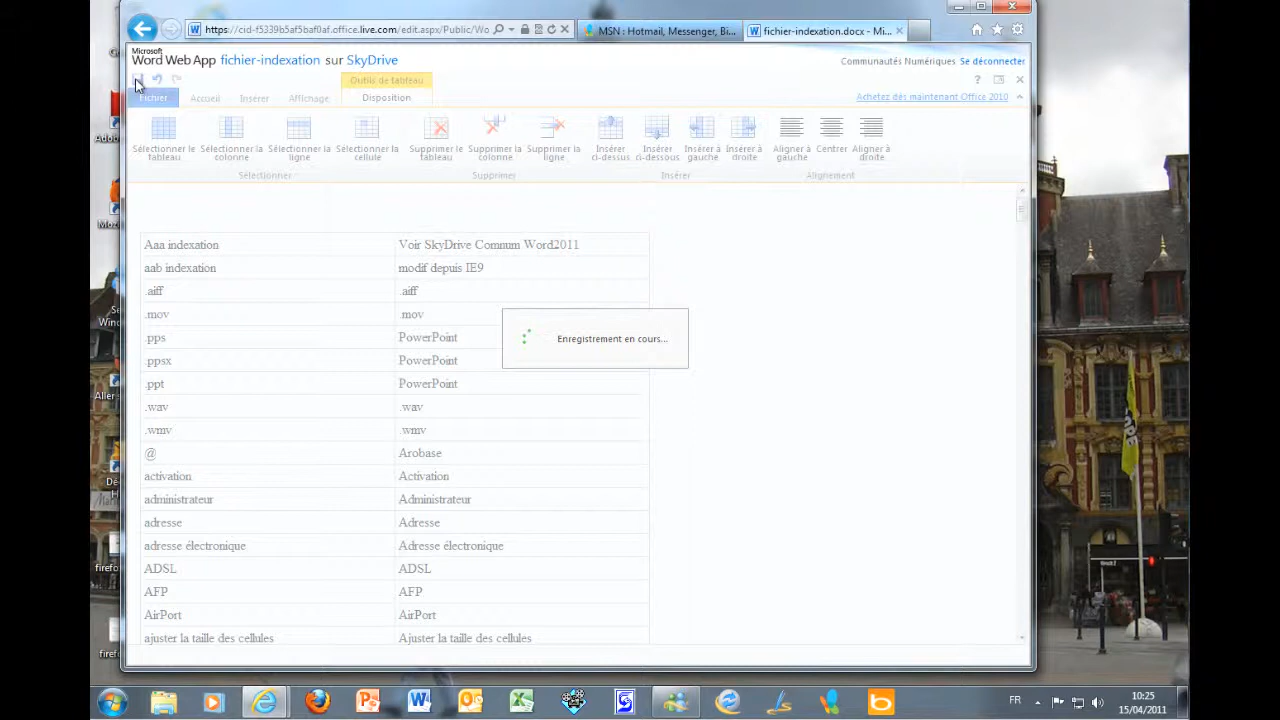 https://cid-f5339b5af5baf0af.office.live.com/edit.aspx/Public/Wo
MSN : Hotmail, Messenger, Bi...
fichier-indexation.docx - Mi...
Microsoft
Word Web App fichier-indexation sur SkyDrive
Communautés Numériques Se déconnecter
Outils de tableau
Fichier Accueil Insérer Affichage Disposition
Achetez dès maintenant Office 2010
Sélectionner le tableau
Sélectionner la colonne
Sélectionner la ligne
Sélectionner la cellule
Supprimer le tableau
Supprimer la colonne
Supprimer la ligne
Insérer ci-dessus
Insérer ci-dessous
Insérer à gauche
Insérer à droite
Aligner à gauche
Centrer
Aligner à droite
Sélectionner Supprimer Insérer Alignement
Aaa indexation Voir SkyDrive Comnum Word2011
aab indexation modif depuis IE9
.aiff .aiff
.mov .mov
.pps PowerPoint
.ppsx PowerPoint
.ppt PowerPoint
Enregistrement en cours...
.wav .wav
.wmv .wmv
@ Arobase
activation Activation
administrateur Administrateur
adresse Adresse
adresse électronique Adresse électronique
ADSL ADSL
AFP AFP
AirPort AirPort
ajuster la taille des cellules Ajuster la taille des cellules
FR
10:25
15/04/2011